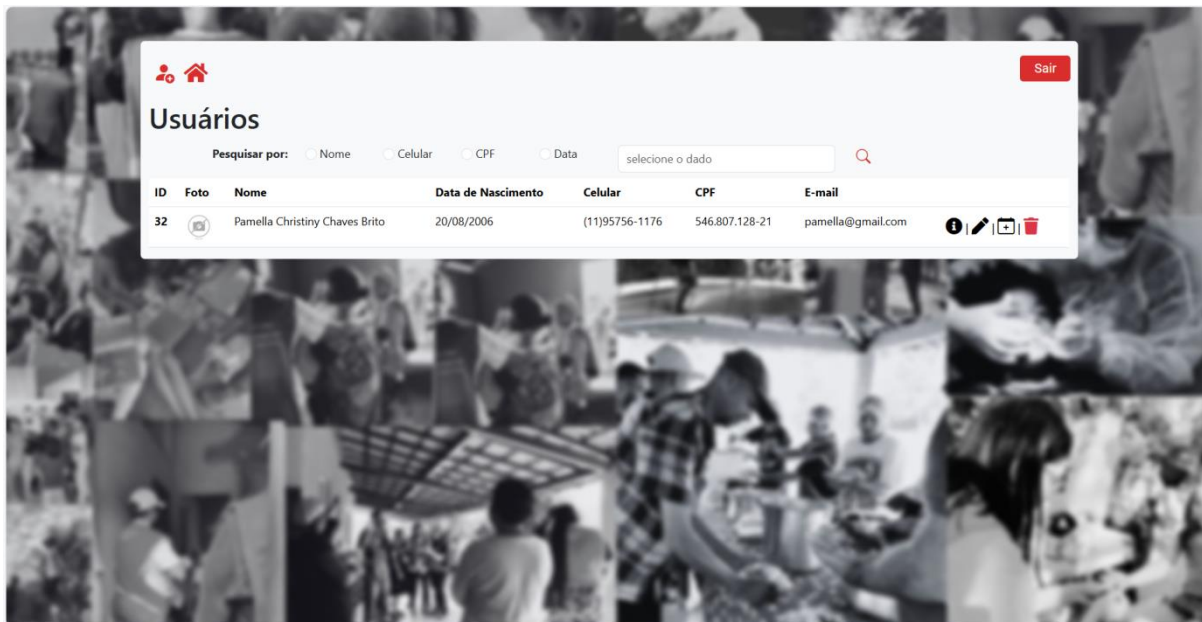 Sair
Usuários
Pesquisar por: Nome Celular CPF Data selecione o dado
ID Foto Nome Data de Nascimento Celular CPF E-mail
32 Pamella Christiny Chaves Brito 20/08/2006 (11)95756-1176 546.807.128-21 pamella@gmail.com